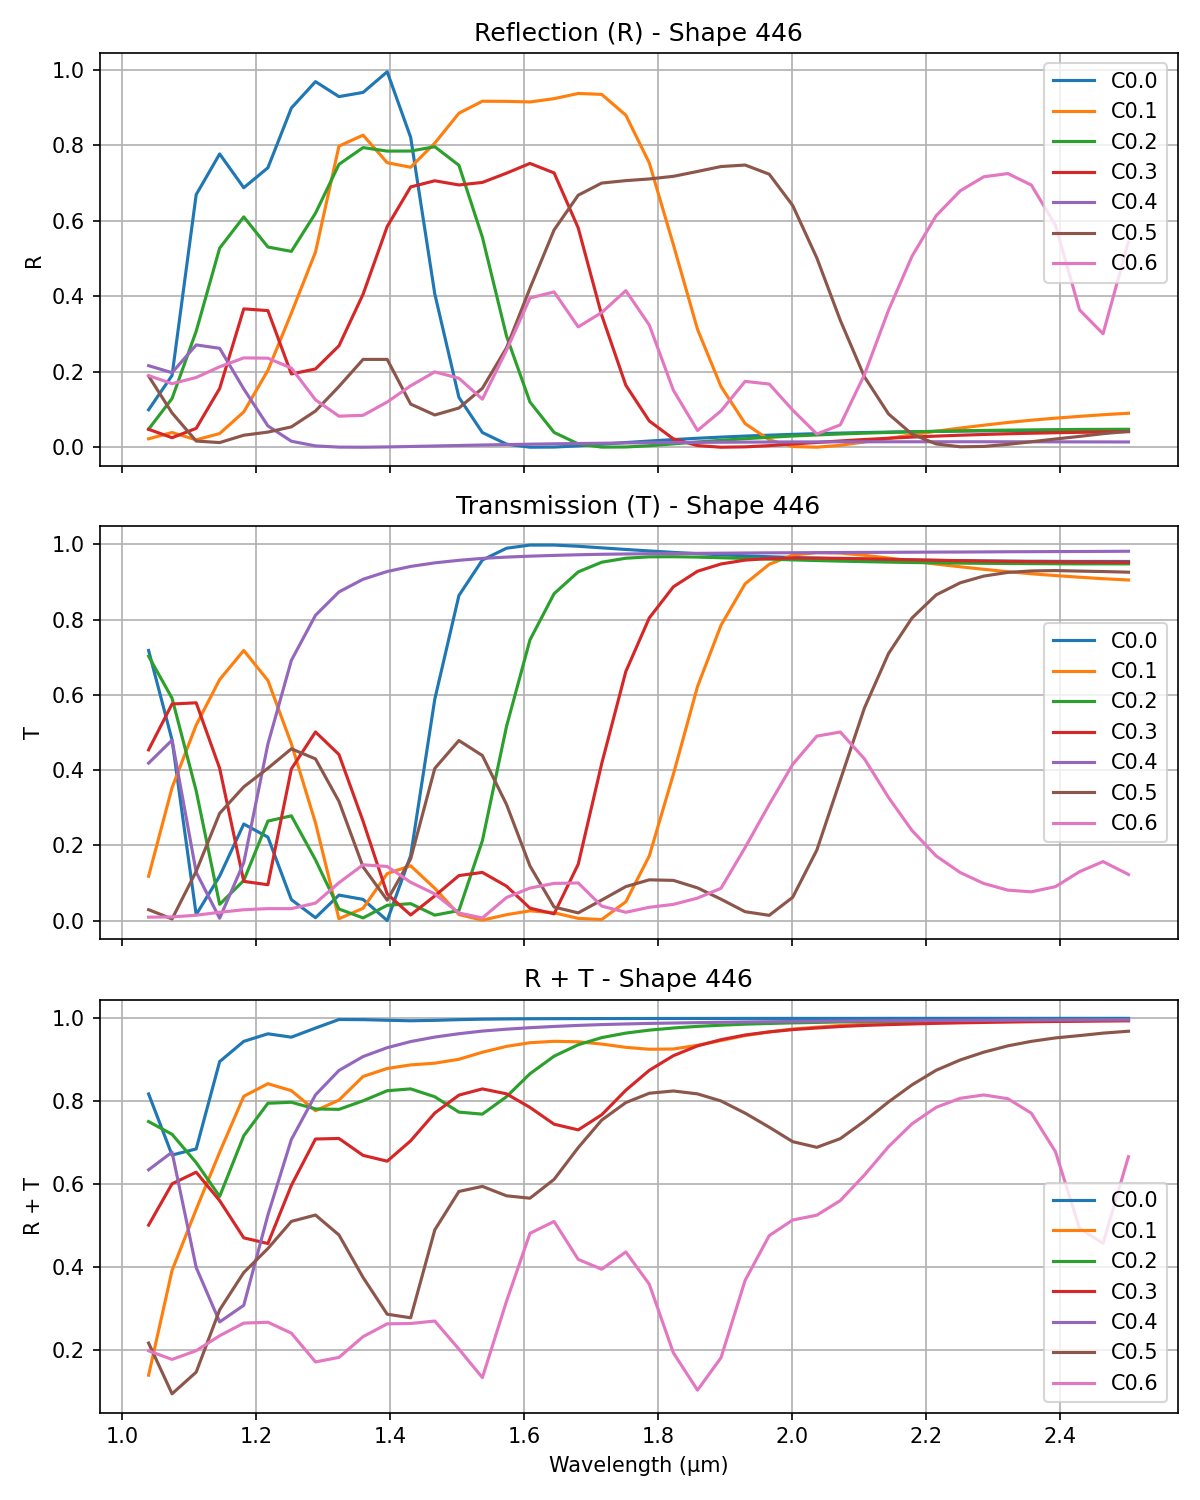 Reflection (R) - Shape 446
1.0
0.8
0.6
0.4
0.2
0.0
R
C0.0
C0.1
C0.2
C0.3
C0.4
C0.5
C0.6
Transmission (T) - Shape 446
1.0
0.8
0.6
0.4
0.2
0.0
T
C0.0
C0.1
C0.2
C0.3
C0.4
C0.5
C0.6
R + T - Shape 446
1.0
0.8
0.6
0.4
0.2
R + T
C0.0
C0.1
C0.2
C0.3
C0.4
C0.5
C0.6
1.0 1.2 1.4 1.6 1.8 2.0 2.2 2.4
Wavelength (μm)